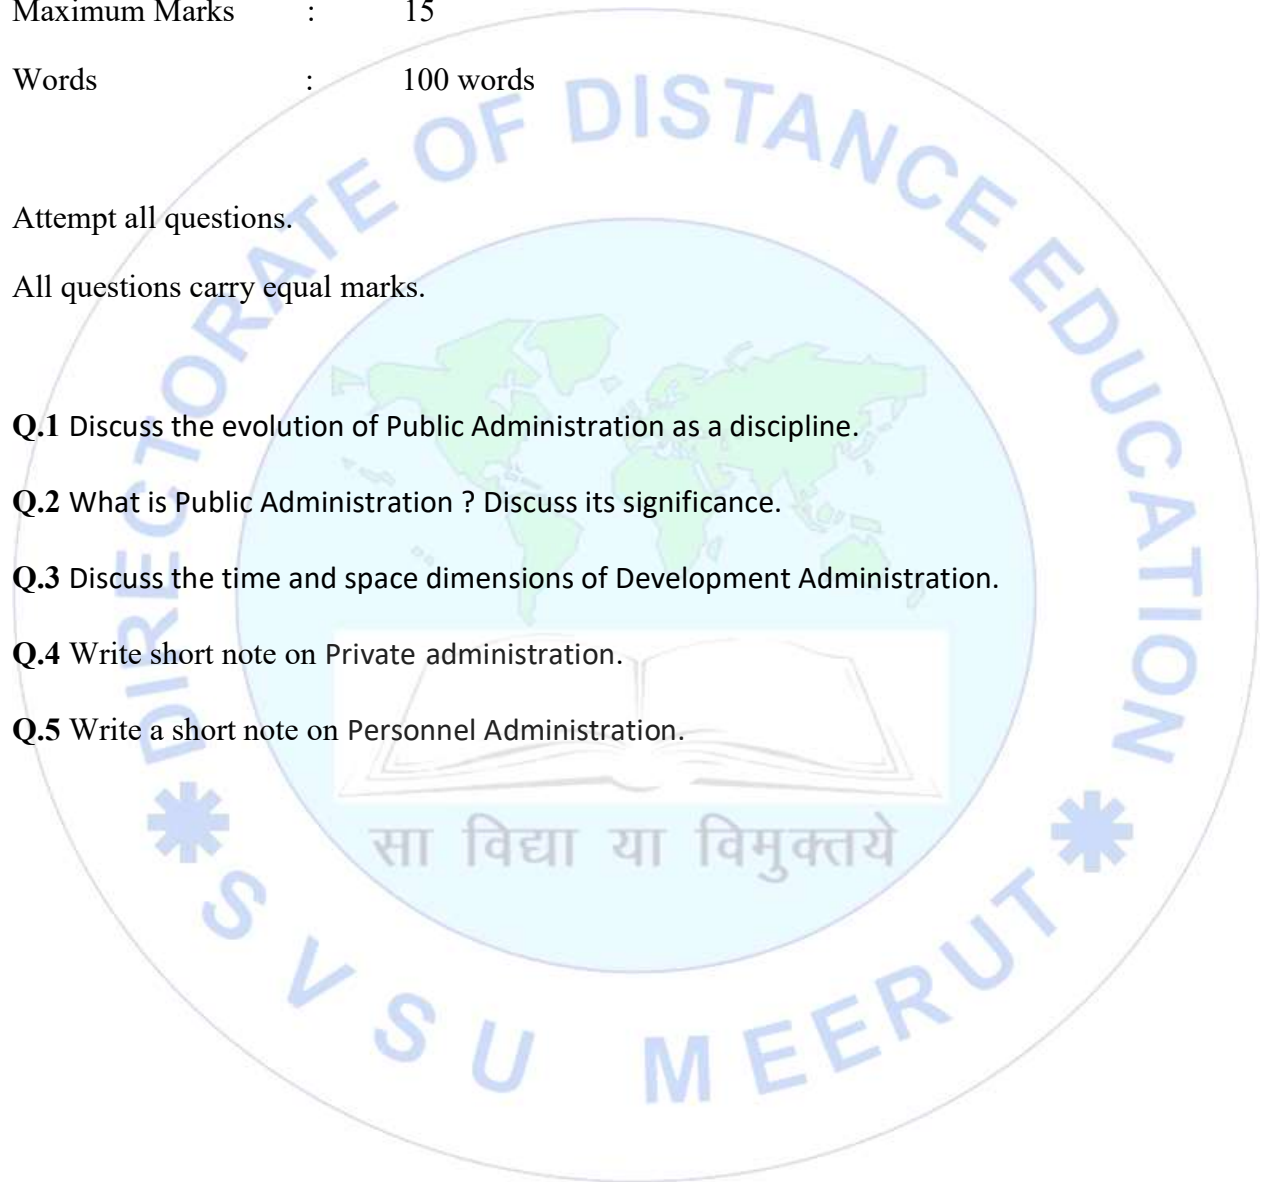 Maximum Marks : 15
Words : 100 words
Attempt all questions.
All questions carry equal marks.
Q.1 Discuss the evolution of Public Administration as a discipline.
Q.2 What is Public Administration ? Discuss its significance.
Q.3 Discuss the time and space dimensions of Development Administration.
Q.4 Write short note on Private administration.
Q.5 Write a short note on Personnel Administration.
DIRECTORATE OF DISTANCE EDUCATION
सा विद्या या विमुक्तये
* S V S U MEERUT *